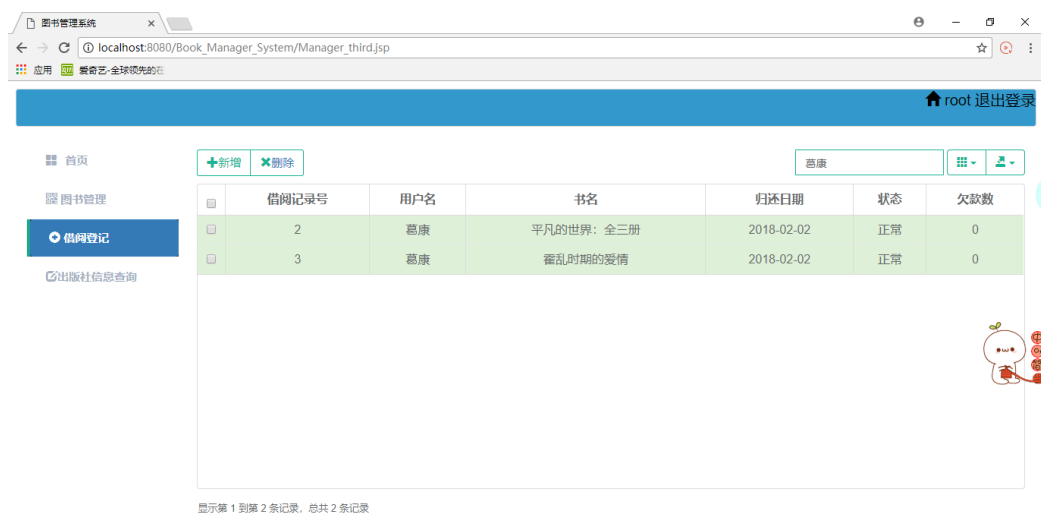 图书管理系统
localhost:8080/Book_Manager_System/Manager_third.jsp
应用 爱奇艺-全球领先的在
root 退出登录
首页
图书管理
借阅登记
出版社信息查询
新增 删除
葛康
借阅记录号 用户名 书名 归还日期 状态 欠款数
2 葛康 平凡的世界：全三册 2018-02-02 正常 0
3 葛康 霍乱时期的爱情 2018-02-02 正常 0
中
显示第 1 到第 2 条记录，总共 2 条记录